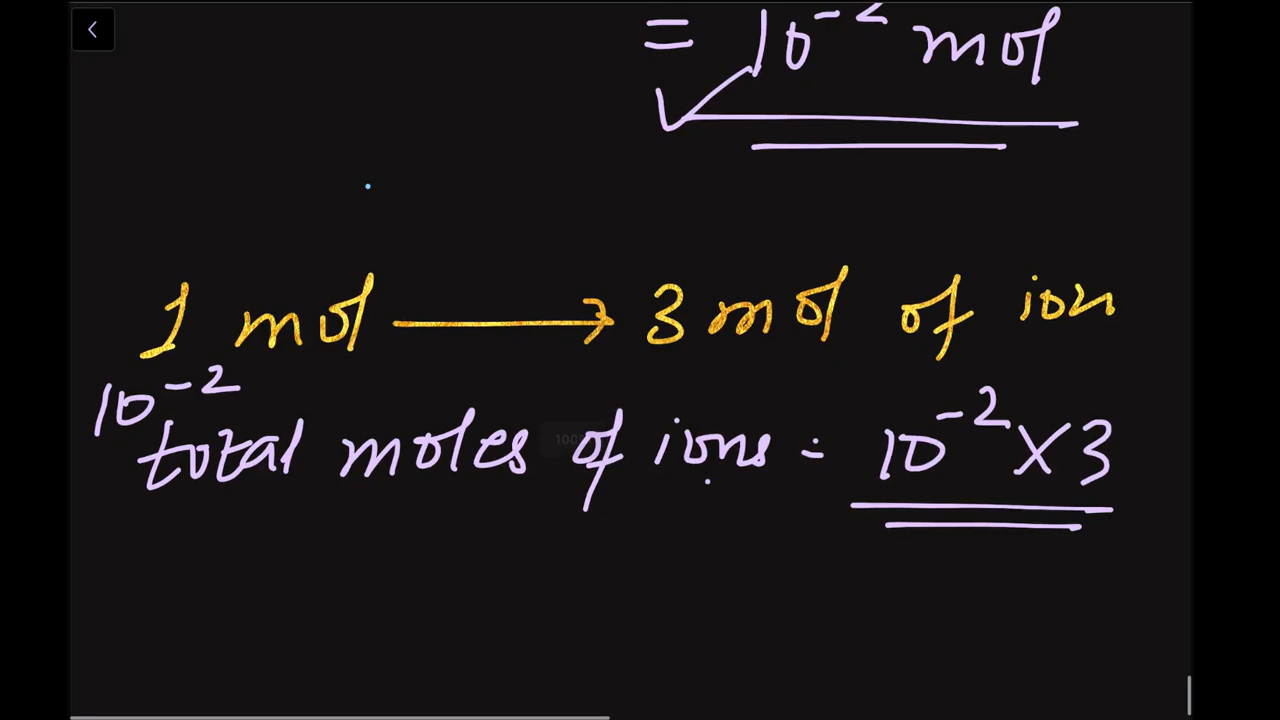 = 10⁻² mol
1 mol → 3 mol of ion
10⁻²
total moles of ions = 10⁻² × 3